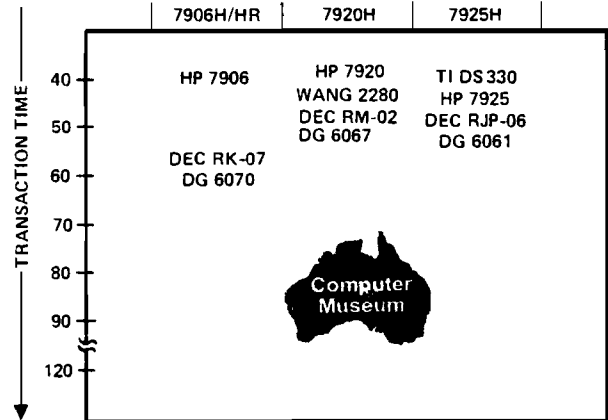 7906H/HR 7920H 7925H
TRANSACTION TIME
40
50
60
70
80
90
120
HP 7906
DEC RK-07
DG 6070
HP 7920
WANG 2280
DEC RM-02
DG 6067
TI DS330
HP 7925
DEC RJP-06
DG 6061
Computer
Museum